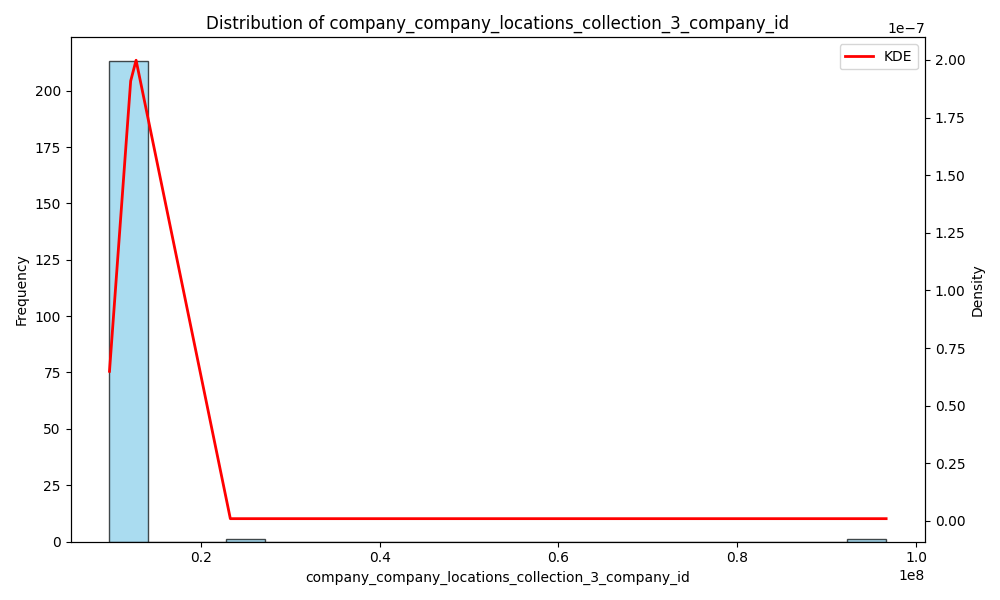 Distribution of company_company_locations_collection_3_company_id
1e−7
KDE
Frequency
0
25
50
75
100
125
150
175
200
Density
0.00
0.25
0.50
0.75
1.00
1.25
1.50
1.75
2.00
0.2 0.4 0.6 0.8 1.0
1e8
company_company_locations_collection_3_company_id